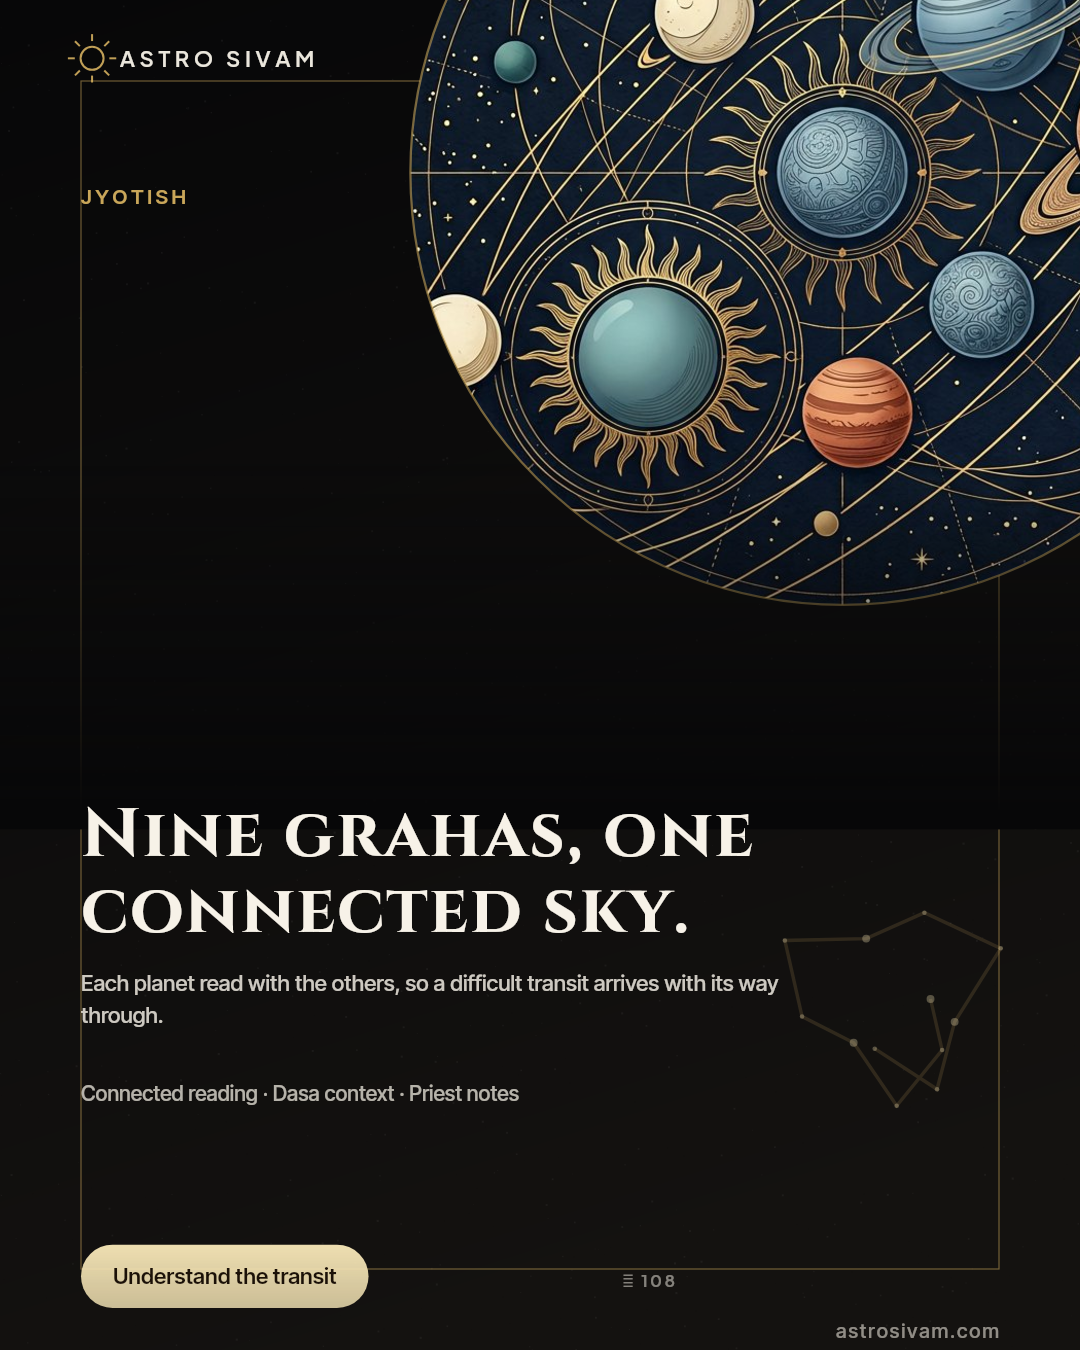 ASTRO SIVAM
JYOTISH
Nine grahas, one
connected sky.
Each planet read with the others, so a difficult transit arrives with its way
through.
Connected reading · Dasa context · Priest notes
Understand the transit
108
astrosivam.com